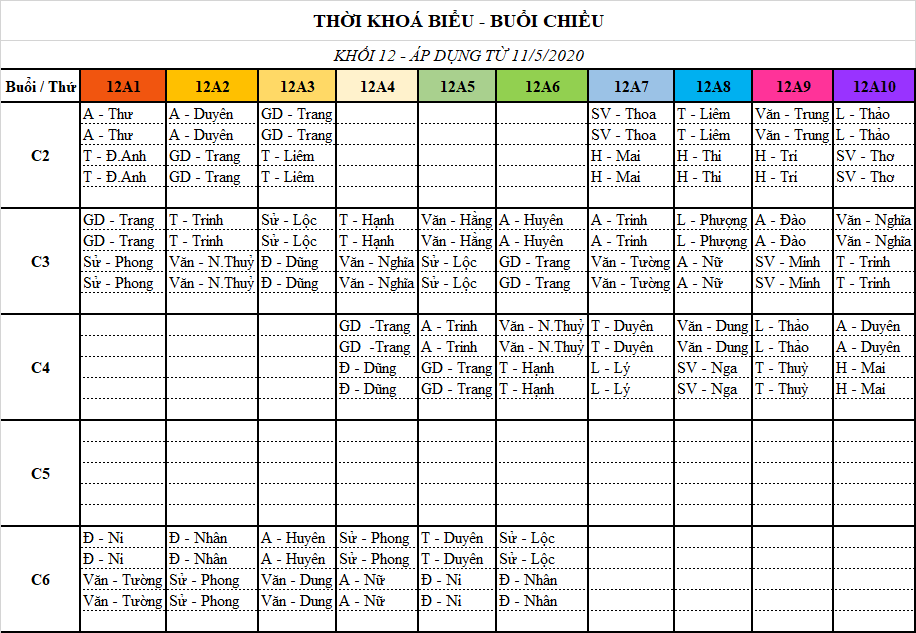 THỜI KHOÁ BIỂU - BUỔI CHIỀU
KHỐI 12 - ÁP DỤNG TỪ 11/5/2020
Buổi / Thứ 12A1 12A2 12A3 12A4 12A5 12A6 12A7 12A8 12A9 12A10
A - Thư A - Duyên GD - Trang SV - Thoa T - Liêm Văn - Trung L - Thảo
A - Thư A - Duyên GD - Trang SV - Thoa T - Liêm Văn - Trung L - Thảo
C2 T - Đ.Anh GD - Trang T - Liêm H - Mai H - Thi H - Trí SV - Thơ
T - Đ.Anh GD - Trang T - Liêm H - Mai H - Thi H - Trí SV - Thơ
GD - Trang T - Trinh Sử - Lộc T - Hạnh Văn - Hằng A - Huyên A - Trinh L - Phượng A - Đào Văn - Nghĩa
GD - Trang T - Trinh Sử - Lộc T - Hạnh Văn - Hằng A - Huyên A - Trinh L - Phượng A - Đào Văn - Nghĩa
C3 Sử - Phong Văn - N.Thuỷ Đ - Dũng Văn - Nghĩa Sử - Lộc GD - Trang Văn - Tường A - Nữ SV - Minh T - Trinh
Sử - Phong Văn - N.Thuỷ Đ - Dũng Văn - Nghĩa Sử - Lộc GD - Trang Văn - Tường A - Nữ SV - Minh T - Trinh
GD -Trang A - Trinh Văn - N.Thuỷ T - Duyên Văn - Dung L - Thảo A - Duyên
GD -Trang A - Trinh Văn - N.Thuỷ T - Duyên Văn - Dung L - Thảo A - Duyên
C4 Đ - Dũng GD - Trang T - Hạnh L - Lý SV - Nga T - Thuỳ H - Mai
Đ - Dũng GD - Trang T - Hạnh L - Lý SV - Nga T - Thuỳ H - Mai
C5
Đ - Ni Đ - Nhân A - Huyên Sử - Phong T - Duyên Sử - Lộc
Đ - Ni Đ - Nhân A - Huyên Sử - Phong T - Duyên Sử - Lộc
C6 Văn - Tường Sử - Phong Văn - Dung A - Nữ Đ - Ni Đ - Nhân
Văn - Tường Sử - Phong Văn - Dung A - Nữ Đ - Ni Đ - Nhân